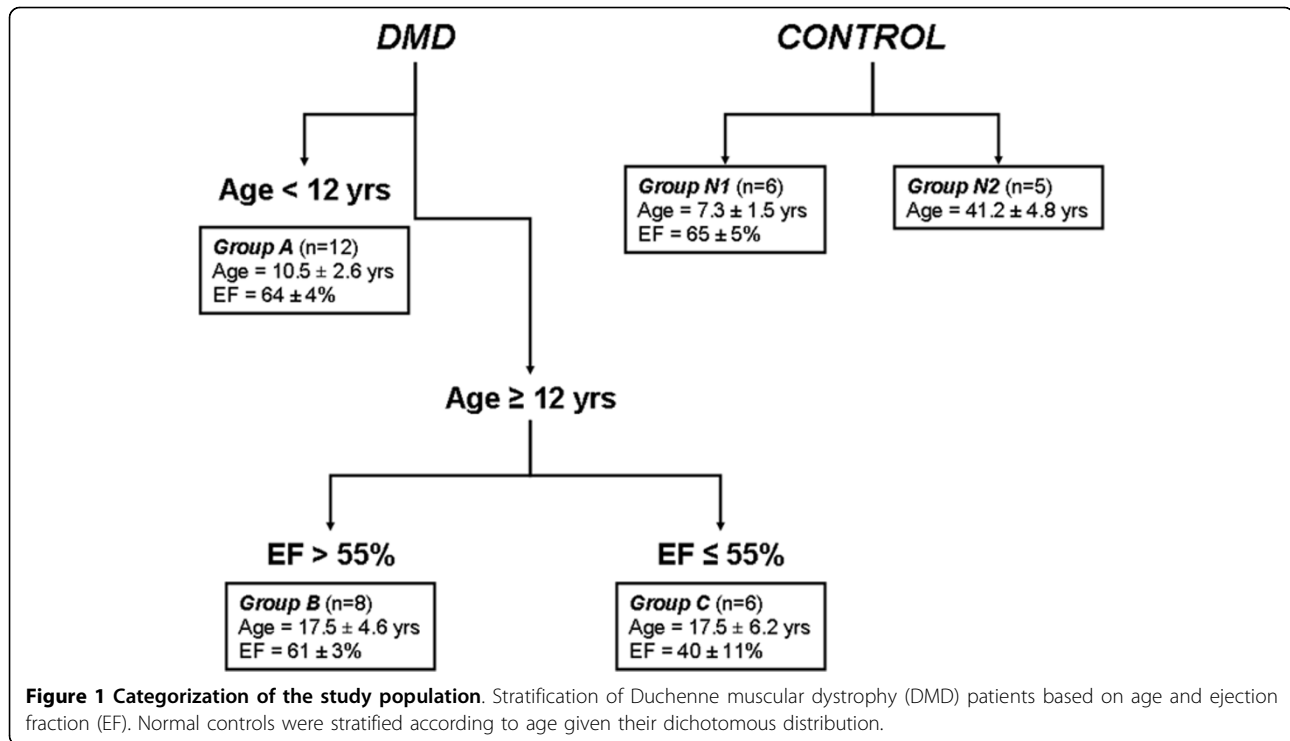 DMD
CONTROL
Age < 12 yrs
Group A (n=12)
Age = 10.5 ± 2.6 yrs
EF = 64 ± 4%
Group N1 (n=6)
Age = 7.3 ± 1.5 yrs
EF = 65 ± 5%
Group N2 (n=5)
Age = 41.2 ± 4.8 yrs
Age ≥ 12 yrs
EF > 55%
Group B (n=8)
Age = 17.5 ± 4.6 yrs
EF = 61 ± 3%
EF ≤ 55%
Group C (n=6)
Age = 17.5 ± 6.2 yrs
EF = 40 ± 11%
Figure 1 Categorization of the study population. Stratification of Duchenne muscular dystrophy (DMD) patients based on age and ejection
fraction (EF). Normal controls were stratified according to age given their dichotomous distribution.